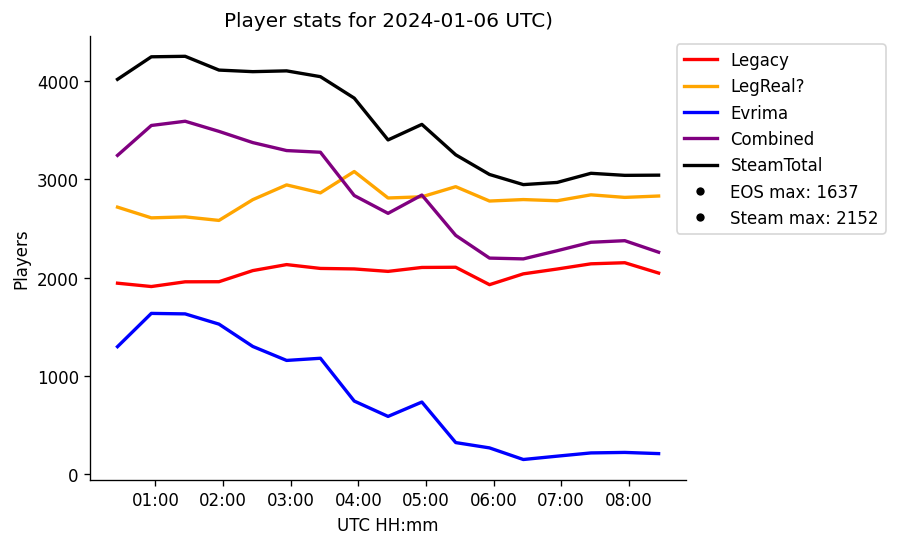 Player stats for 2024-01-06 UTC)
Legacy
LegReal?
Evrima
Combined
SteamTotal
EOS max: 1637
Steam max: 2152
4000
3000
2000
1000
0
Players
01:00 02:00 03:00 04:00 05:00 06:00 07:00 08:00
UTC HH:mm